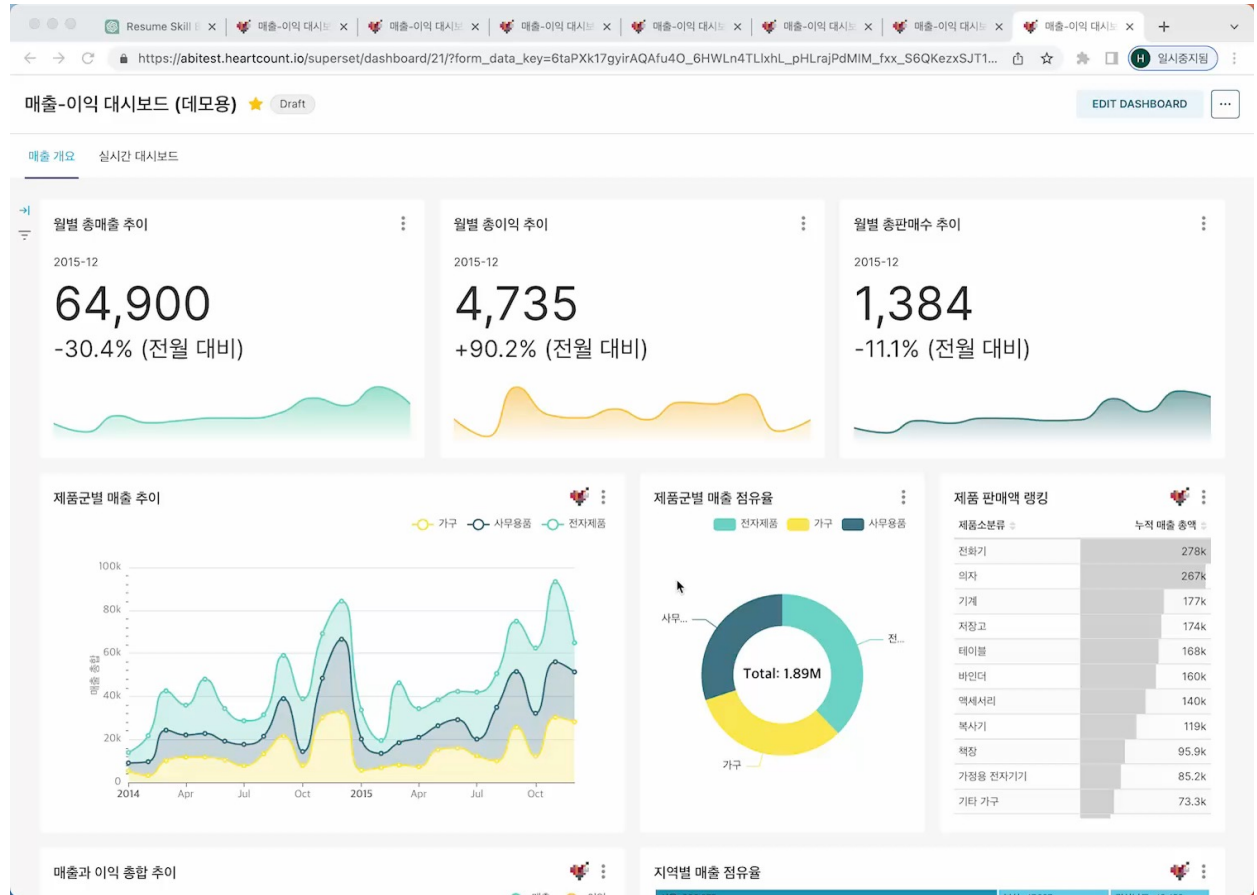 Resume Skill
매출-이익 대시보
매출-이익 대시보
매출-이익 대시보
매출-이익 대시보
매출-이익 대시보
매출-이익 대시보
매출-이익 대시보
https://abitest.heartcount.io/superset/dashboard/21/?form_data_key=6taPXk17gyirAQAfu4O_6HWLn4TLlxhL_pHLrajPdMlM_fxx_S6QKezxSJT1...
H 일시중지됨
매출-이익 대시보드 (데모용) Draft
EDIT DASHBOARD
매출 개요 실시간 대시보드
월별 총매출 추이
2015-12
64,900
-30.4% (전월 대비)
월별 총이익 추이
2015-12
4,735
+90.2% (전월 대비)
월별 총판매수 추이
2015-12
1,384
-11.1% (전월 대비)
제품군별 매출 추이
가구 사무용품 전자제품
매출 총합
100k
80k
60k
40k
20k
0
2014 Apr Jul Oct 2015 Apr Jul Oct
제품군별 매출 점유율
전자제품 가구 사무용품
사무...
전...
Total: 1.89M
가구
제품 판매액 랭킹
제품소분류 누적 매출 총액
전화기 278k
의자 267k
기계 177k
저장고 174k
테이블 168k
바인더 160k
액세서리 140k
복사기 119k
책장 95.9k
가정용 전자기기 85.2k
기타 가구 73.3k
매출과 이익 총합 추이
지역별 매출 점유율